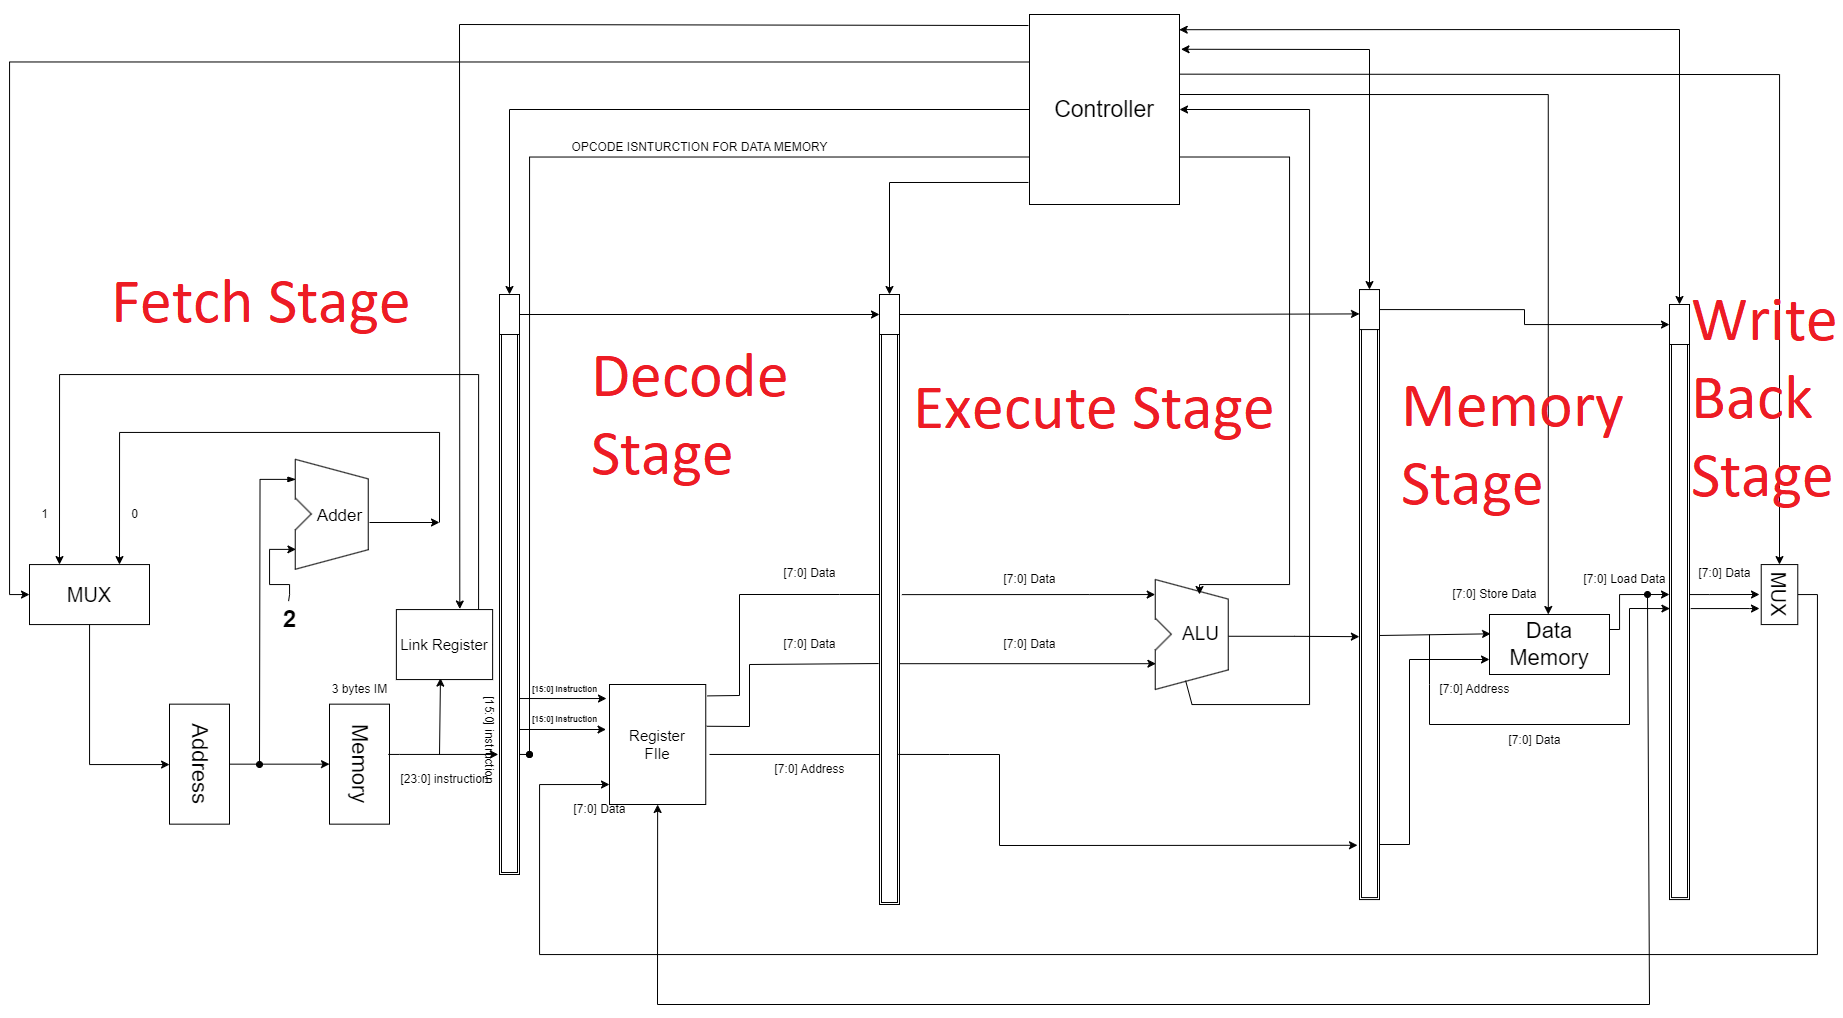 Controller
OPCODE ISNTURCTION FOR DATA MEMORY
Fetch Stage
Decode
Stage
Execute Stage
Memory
Stage
Write
Back
Stage
1
0
Adder
MUX
2
Link Register
3 bytes IM
Address
Memory
[23:0] instruction
[15:0] instruction
[15:0] Instruction
[15:0] Instruction
Register
FIle
[7:0] Data
[7:0] Data
[7:0] Data
[7:0] Address
[7:0] Data
[7:0] Data
ALU
[7:0] Store Data
Data
Memory
[7:0] Address
[7:0] Data
[7:0] Load Data
[7:0] Data
MUX